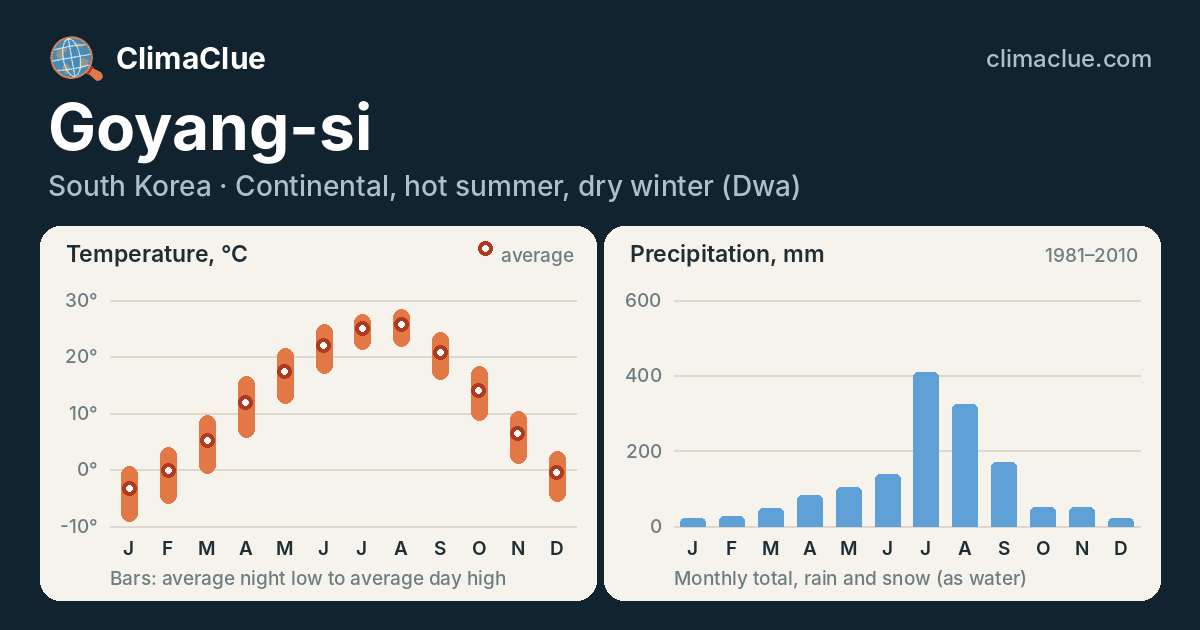 ClimaClue
climaclue.com
Goyang-si
South Korea · Continental, hot summer, dry winter (Dwa)
Temperature, °C
average
30°
20°
10°
0°
-10°
J F M A M J J A S O N D
Bars: average night low to average day high
Precipitation, mm
1981–2010
600
400
200
0
J F M A M J J A S O N D
Monthly total, rain and snow (as water)